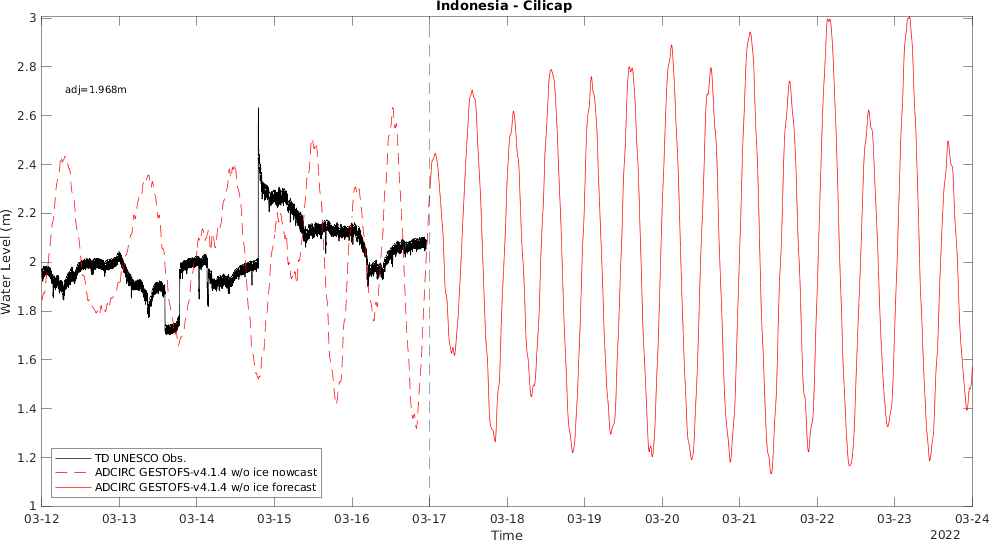 Indonesia - Cilicap
3
2.8
adj=1.968m
2.6
2.4
2.2
Water Level (m)
2
1.8
1.6
1.4
TD UNESCO Obs.
1.2
ADCIRC GESTOFS-v4.1.4 w/o ice nowcast
ADCIRC GESTOFS-v4.1.4 w/o ice forecast
1
03-12 03-13 03-14 03-15 03-16 03-17 03-18 03-19 03-20 03-21 03-22 03-23 03-24
Time
2022